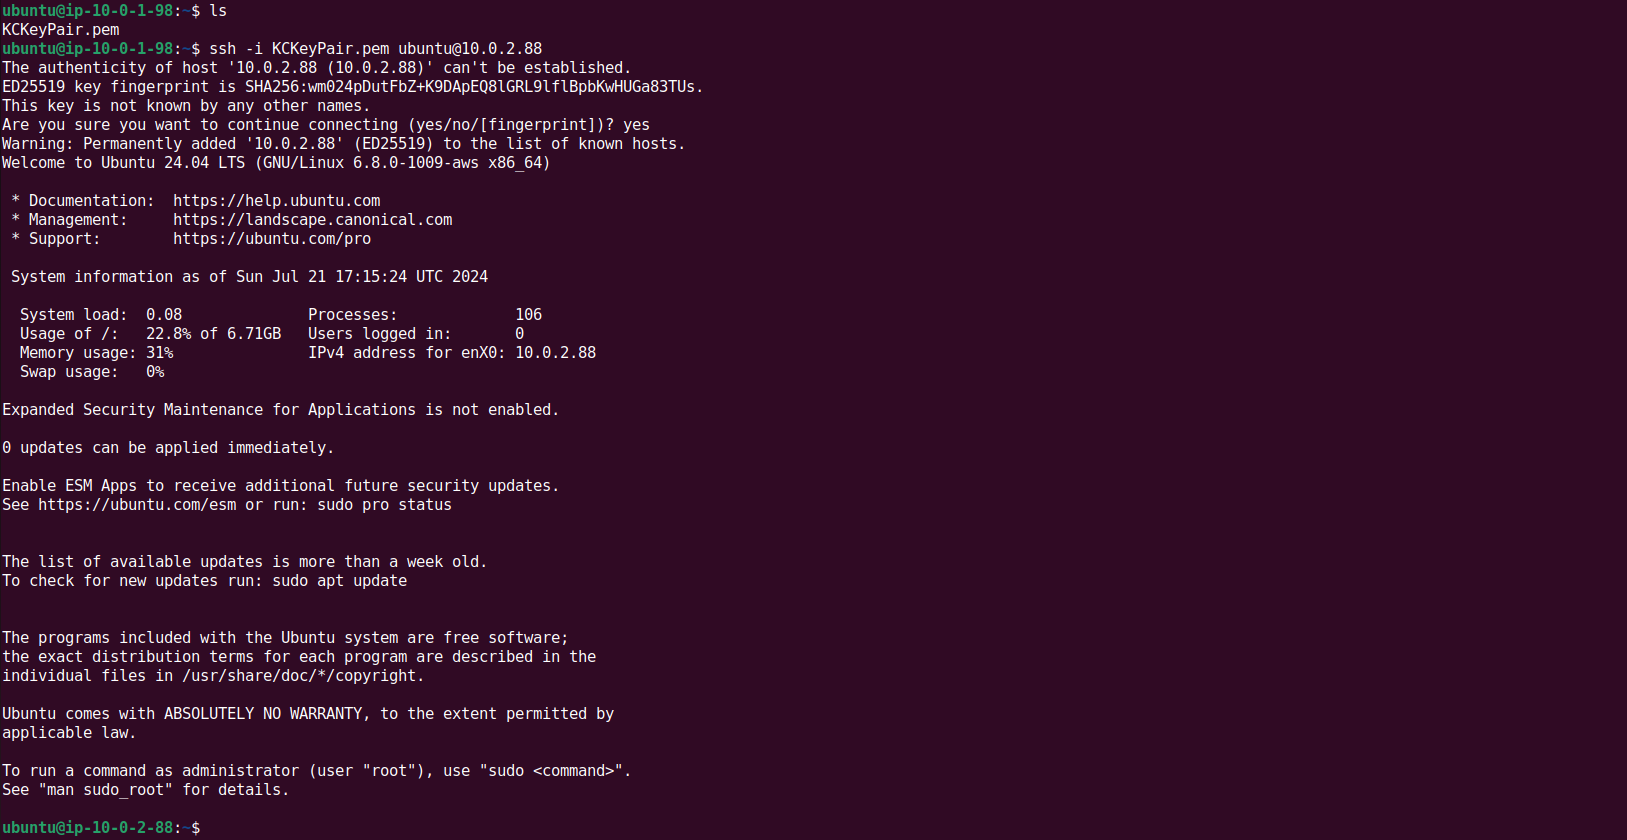 ubuntu@ip-10-0-1-98:~$ ls
KCKeyPair.pem
ubuntu@ip-10-0-1-98:~$ ssh -i KCKeyPair.pem ubuntu@10.0.2.88
The authenticity of host '10.0.2.88 (10.0.2.88)' can't be established.
ED25519 key fingerprint is SHA256:wm024pDutFbZ+K9DApEQ8lGRL9lflBpbKwHUGa83TUs.
This key is not known by any other names.
Are you sure you want to continue connecting (yes/no/[fingerprint])? yes
Warning: Permanently added '10.0.2.88' (ED25519) to the list of known hosts.
Welcome to Ubuntu 24.04 LTS (GNU/Linux 6.8.0-1009-aws x86_64)
 * Documentation:  https://help.ubuntu.com
 * Management:     https://landscape.canonical.com
 * Support:        https://ubuntu.com/pro
 System information as of Sun Jul 21 17:15:24 UTC 2024
  System load:  0.08              Processes:             106
  Usage of /:   22.8% of 6.71GB   Users logged in:       0
  Memory usage: 31%               IPv4 address for enX0: 10.0.2.88
  Swap usage:   0%
Expanded Security Maintenance for Applications is not enabled.
0 updates can be applied immediately.
Enable ESM Apps to receive additional future security updates.
See https://ubuntu.com/esm or run: sudo pro status
The list of available updates is more than a week old.
To check for new updates run: sudo apt update
The programs included with the Ubuntu system are free software;
the exact distribution terms for each program are described in the
individual files in /usr/share/doc/*/copyright.
Ubuntu comes with ABSOLUTELY NO WARRANTY, to the extent permitted by
applicable law.
To run a command as administrator (user "root"), use "sudo <command>".
See "man sudo_root" for details.
ubuntu@ip-10-0-2-88:~$